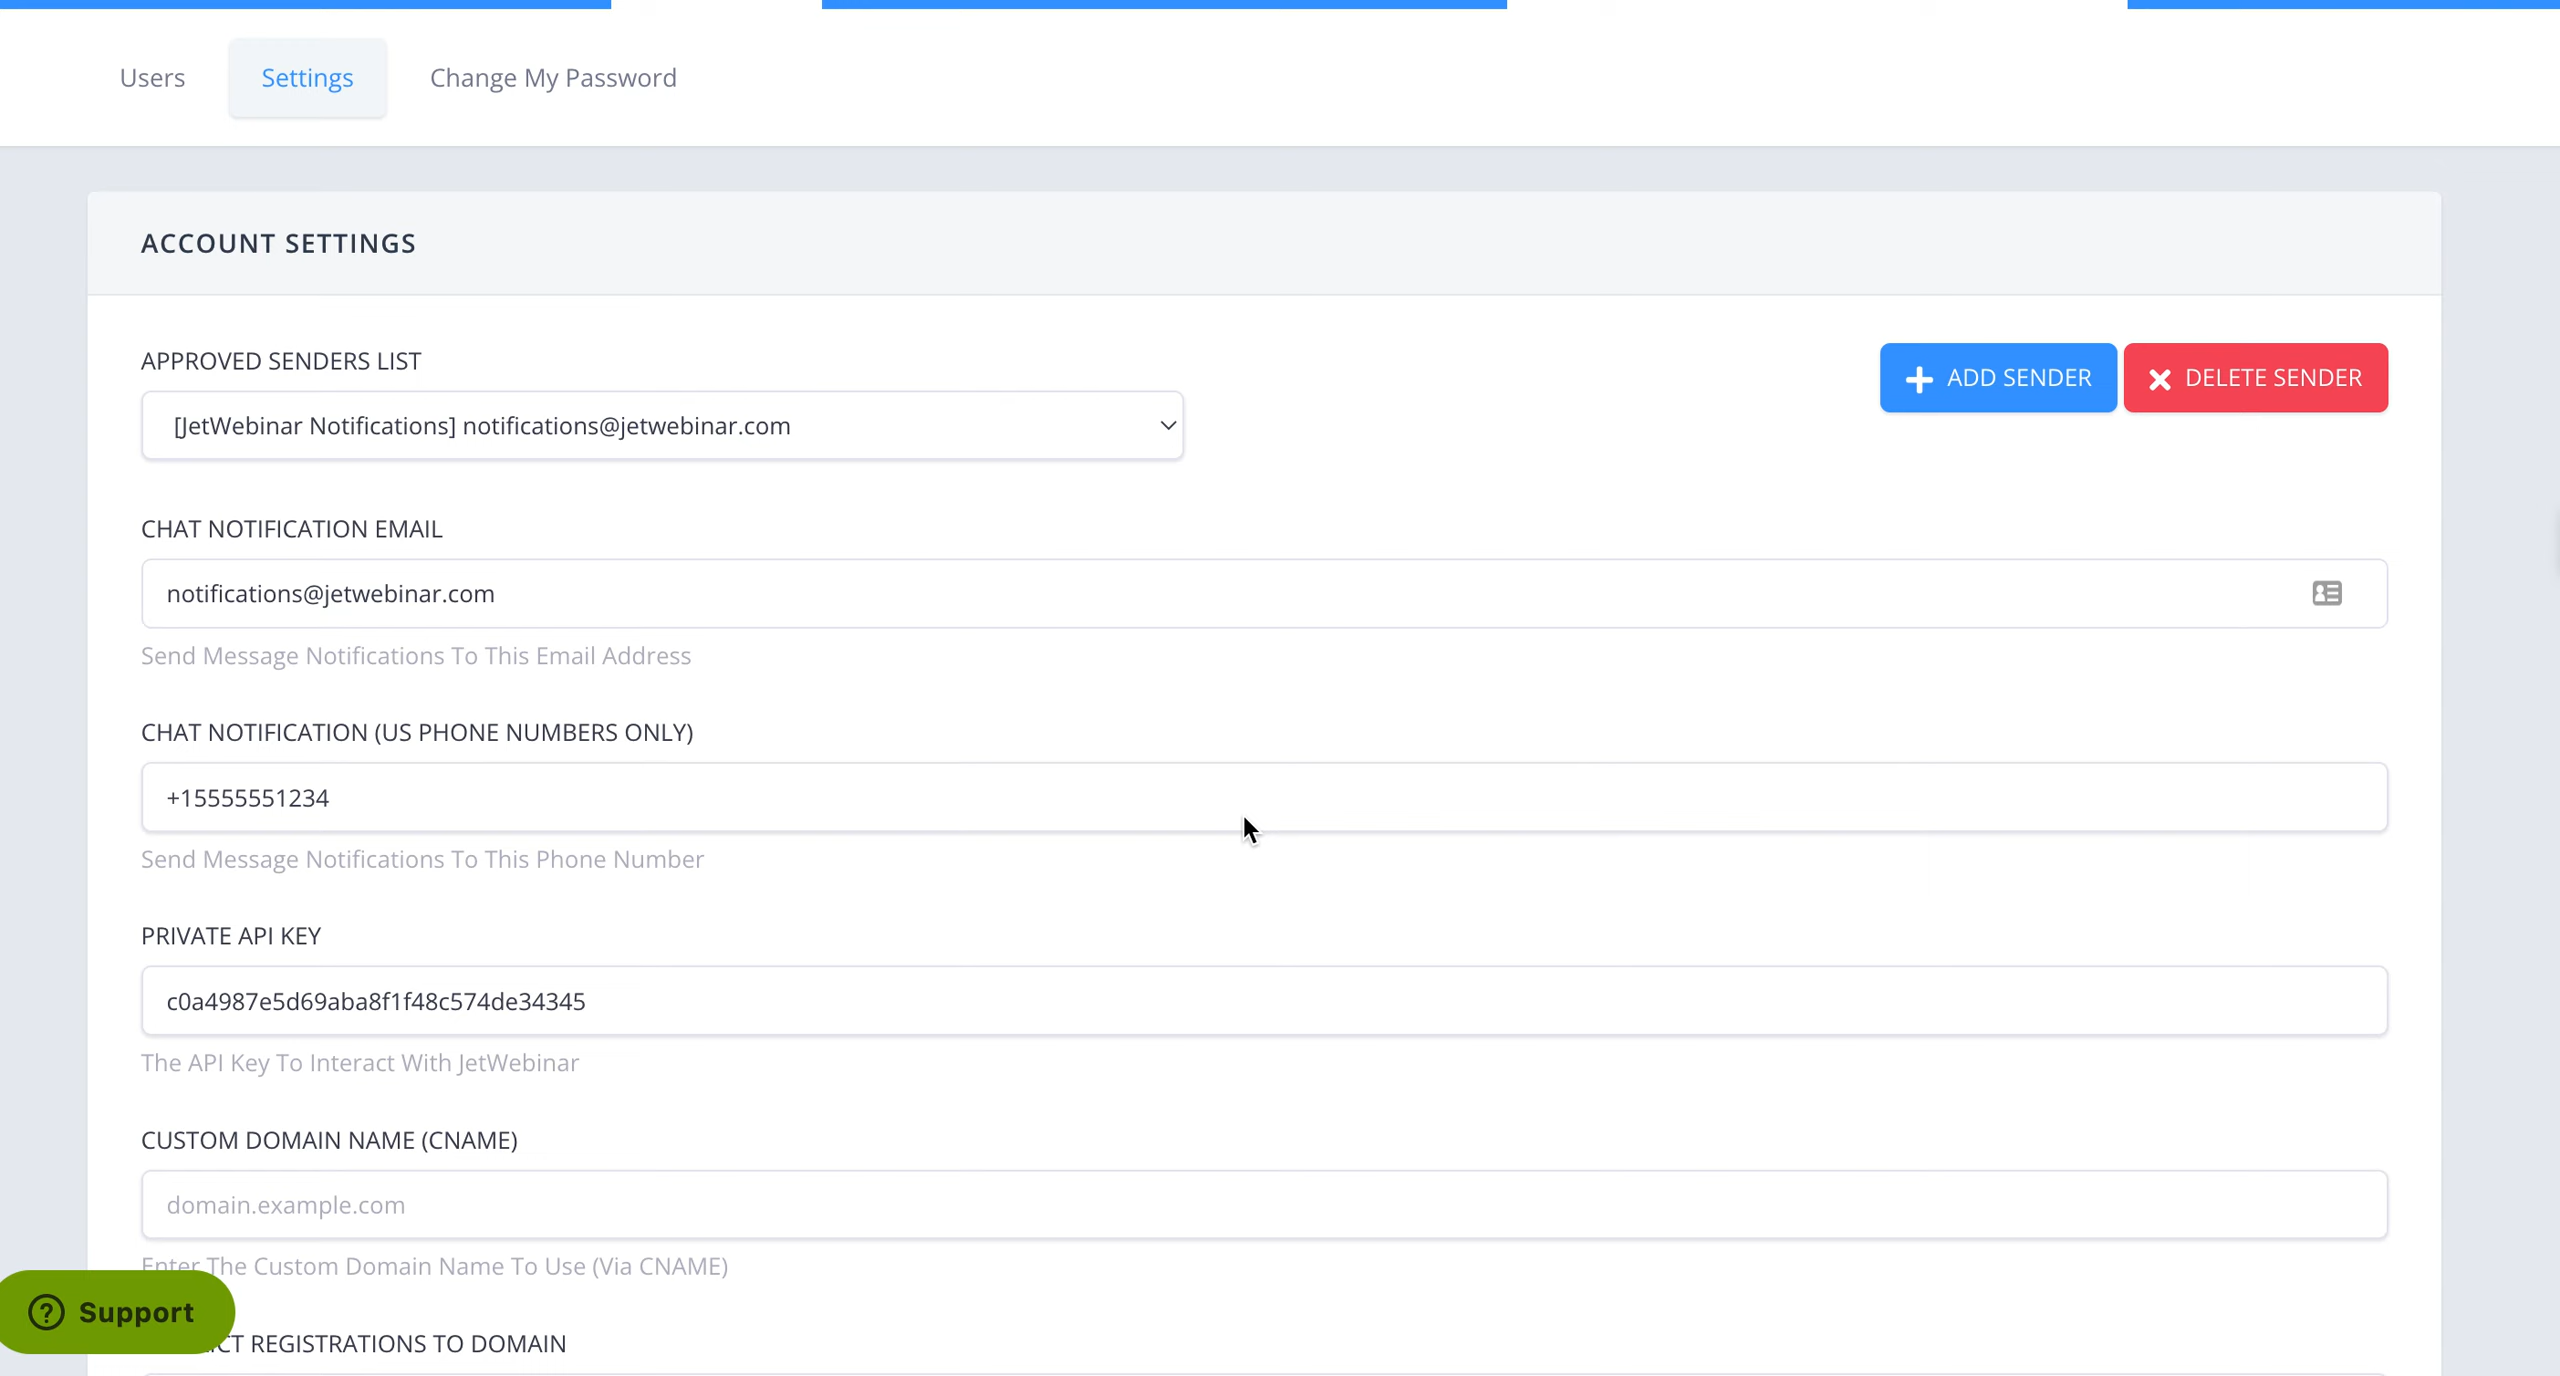 Users
Settings
Change My Password
ACCOUNT SETTINGS
APPROVED SENDERS LIST
ADD SENDER
DELETE SENDER
[JetWebinar Notifications] notifications@jetwebinar.com
CHAT NOTIFICATION EMAIL
notifications@jetwebinar.com
Send Message Notifications To This Email Address
CHAT NOTIFICATION (US PHONE NUMBERS ONLY)
+15555551234
Send Message Notifications To This Phone Number
PRIVATE API KEY
c0a4987e5d69aba8f1f48c574de34345
The API Key To Interact With JetWebinar
CUSTOM DOMAIN NAME (CNAME)
domain.example.com
Enter The Custom Domain Name To Use (Via CNAME)
Support
REGISTRATIONS TO DOMAIN